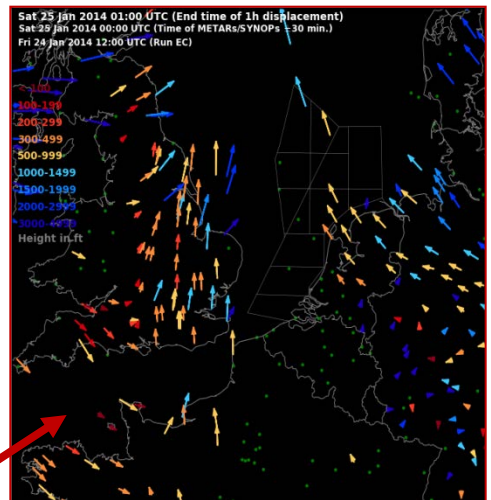 Sat 25 Jan 2014 01:00 UTC (End time of 1h displacement)
Sat 25 Jan 2014 00:00 UTC (Time of METARs/SYNOPs ±30 min.)
Fri 24 Jan 2014 12:00 UTC (Run EC)
< 100
100-199
200-299
300-499
500-999
1000-1499
1500-1999
2000-2999
Height in ft